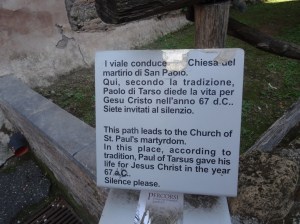 I viale conduce Chiesa del
martirio di San Paolo.
Qui, secondo la tradizione,
Paolo di Tarso diede la vita per
Gesu Cristo nell'anno 67 d.C..
Siete invitati al silenzio.
This path leads to the Church of
St. Paul's martyrdom.
In this place, according to
tradition, Paul of Tarsus gave his
life for Jesus Christ in the year
67 d.C..
Silence please.